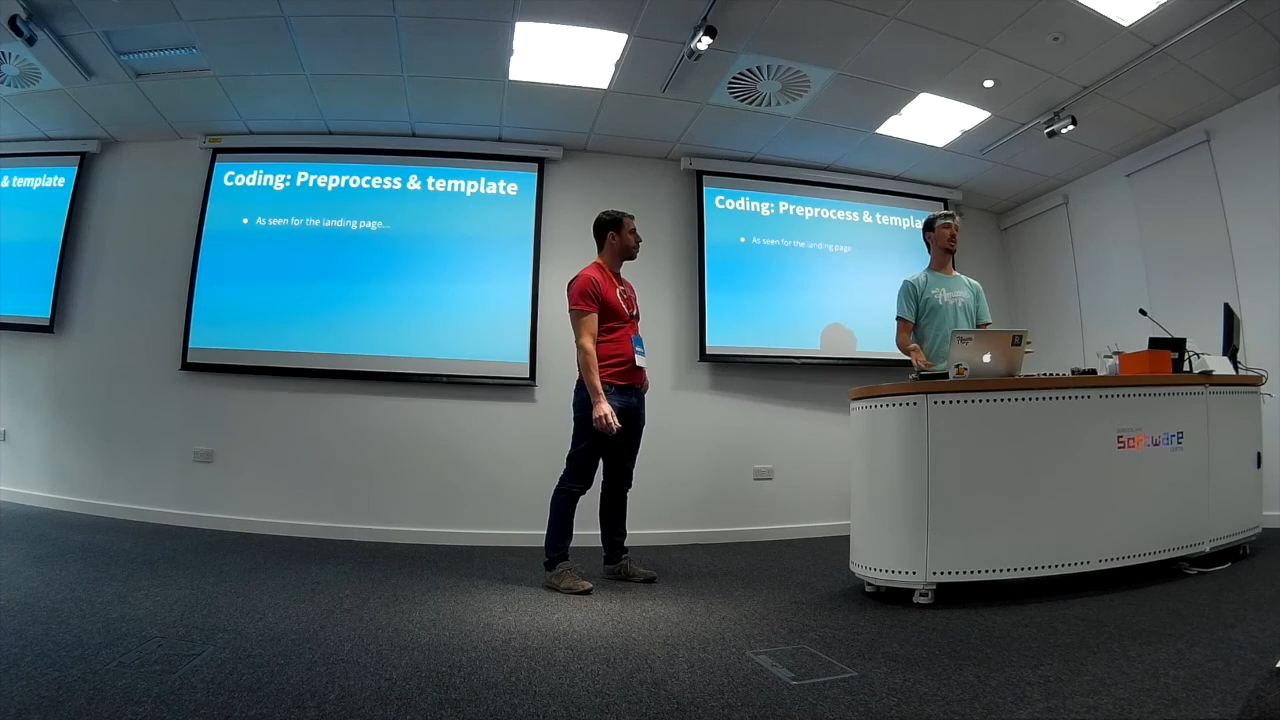 & template
Coding: Preprocess & template
As seen for the landing page...
Coding: Preprocess & templa
As seen for the landing page
Software